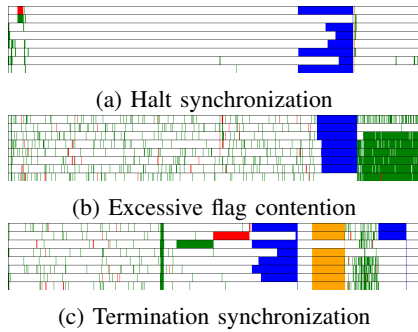 (a) Halt synchronization
(b) Excessive flag contention
(c) Termination synchronization